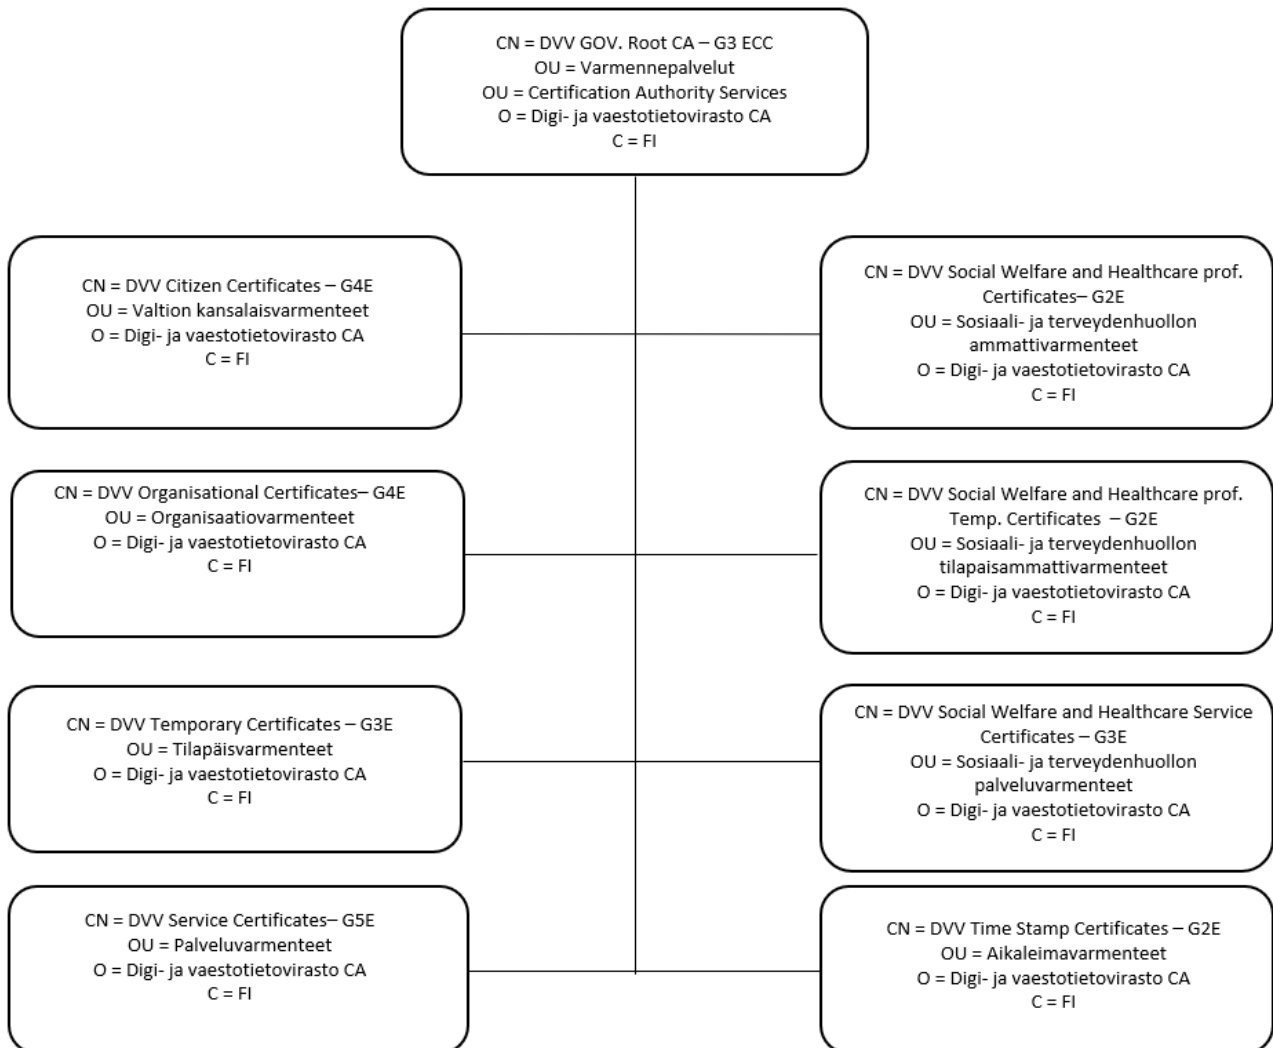 CN = DVV GOV. Root CA – G3 ECC
OU = Varmennepalvelut
OU = Certification Authority Services
O = Digi- ja vaestotietovirasto CA
C = FI
CN = DVV Citizen Certificates – G4E
OU = Valtion kansalaisvarmenteet
O = Digi- ja vaestotietovirasto CA
C = FI
CN = DVV Social Welfare and Healthcare prof.
Certificates– G2E
OU = Sosiaali- ja terveydenhuollon
ammattivarmenteet
O = Digi- ja vaestotietovirasto CA
C = FI
CN = DVV Organisational Certificates– G4E
OU = Organisaatiovarmenteet
O = Digi- ja vaestotietovirasto CA
C = FI
CN = DVV Social Welfare and Healthcare prof.
Temp. Certificates – G2E
OU = Sosiaali- ja terveydenhuollon
tilapaisammattivarmenteet
O = Digi- ja vaestotietovirasto CA
C = FI
CN = DVV Temporary Certificates – G3E
OU = Tilapäisvarmenteet
O = Digi- ja vaestotietovirasto CA
C = FI
CN = DVV Social Welfare and Healthcare Service
Certificates – G3E
OU = Sosiaali- ja terveydenhuollon
palveluvarmenteet
O = Digi- ja vaestotietovirasto CA
C = FI
CN = DVV Service Certificates– G5E
OU = Palveluvarmenteet
O = Digi- ja vaestotietovirasto CA
C = FI
CN = DVV Time Stamp Certificates – G2E
OU = Aikaleimavarmenteet
O = Digi- ja vaestotietovirasto CA
C = FI